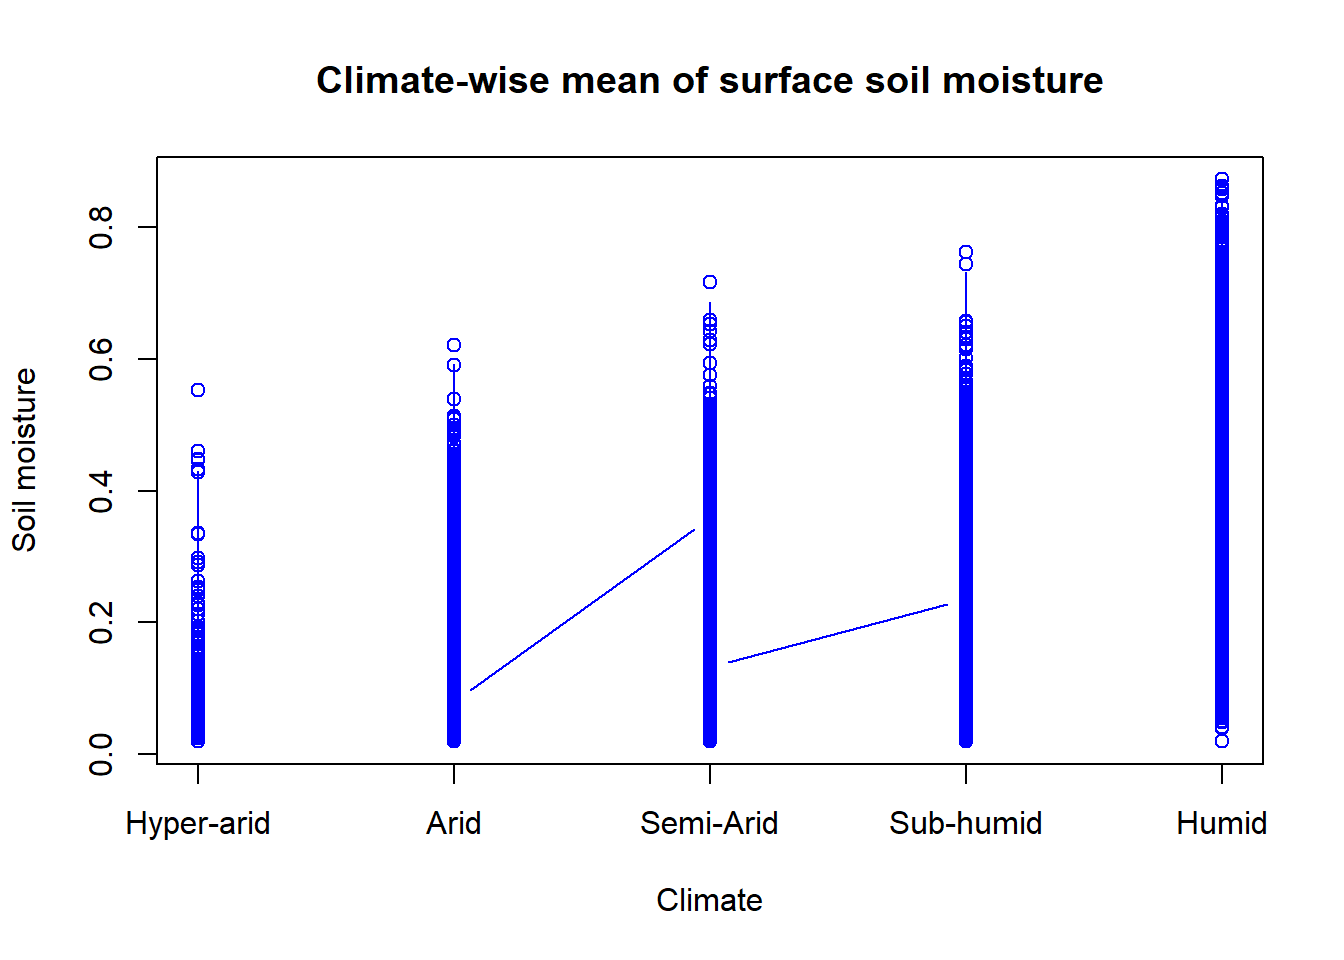 Climate-wise mean of surface soil moisture
Soil moisture
0.8
0.6
0.4
0.2
0.0
Hyper-arid Arid Semi-Arid Sub-humid Humid
Climate